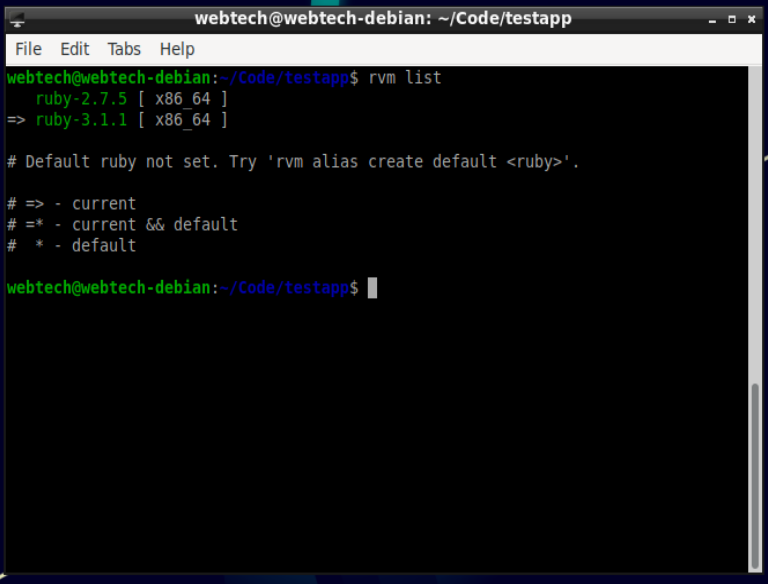 webtech@webtech-debian: ~/Code/testapp
File Edit Tabs Help
webtech@webtech-debian:~/Code/testapp$ rvm list
   ruby-2.7.5 [ x86_64 ]
=> ruby-3.1.1 [ x86_64 ]
# Default ruby not set. Try 'rvm alias create default <ruby>'.
# => - current
# =* - current && default
#  * - default
webtech@webtech-debian:~/Code/testapp$